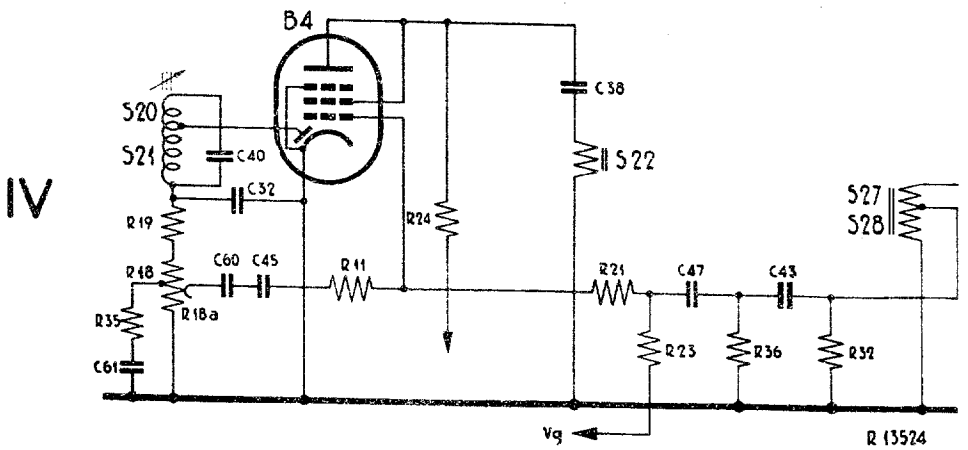 B4
C38
S20
S21
C40
S22
IV
C32
S27
S28
R19
R24
R18
C60
C45
R11
R21
C47
C43
R18a
R35
C61
R23
R36
R32
Vg
R 13524